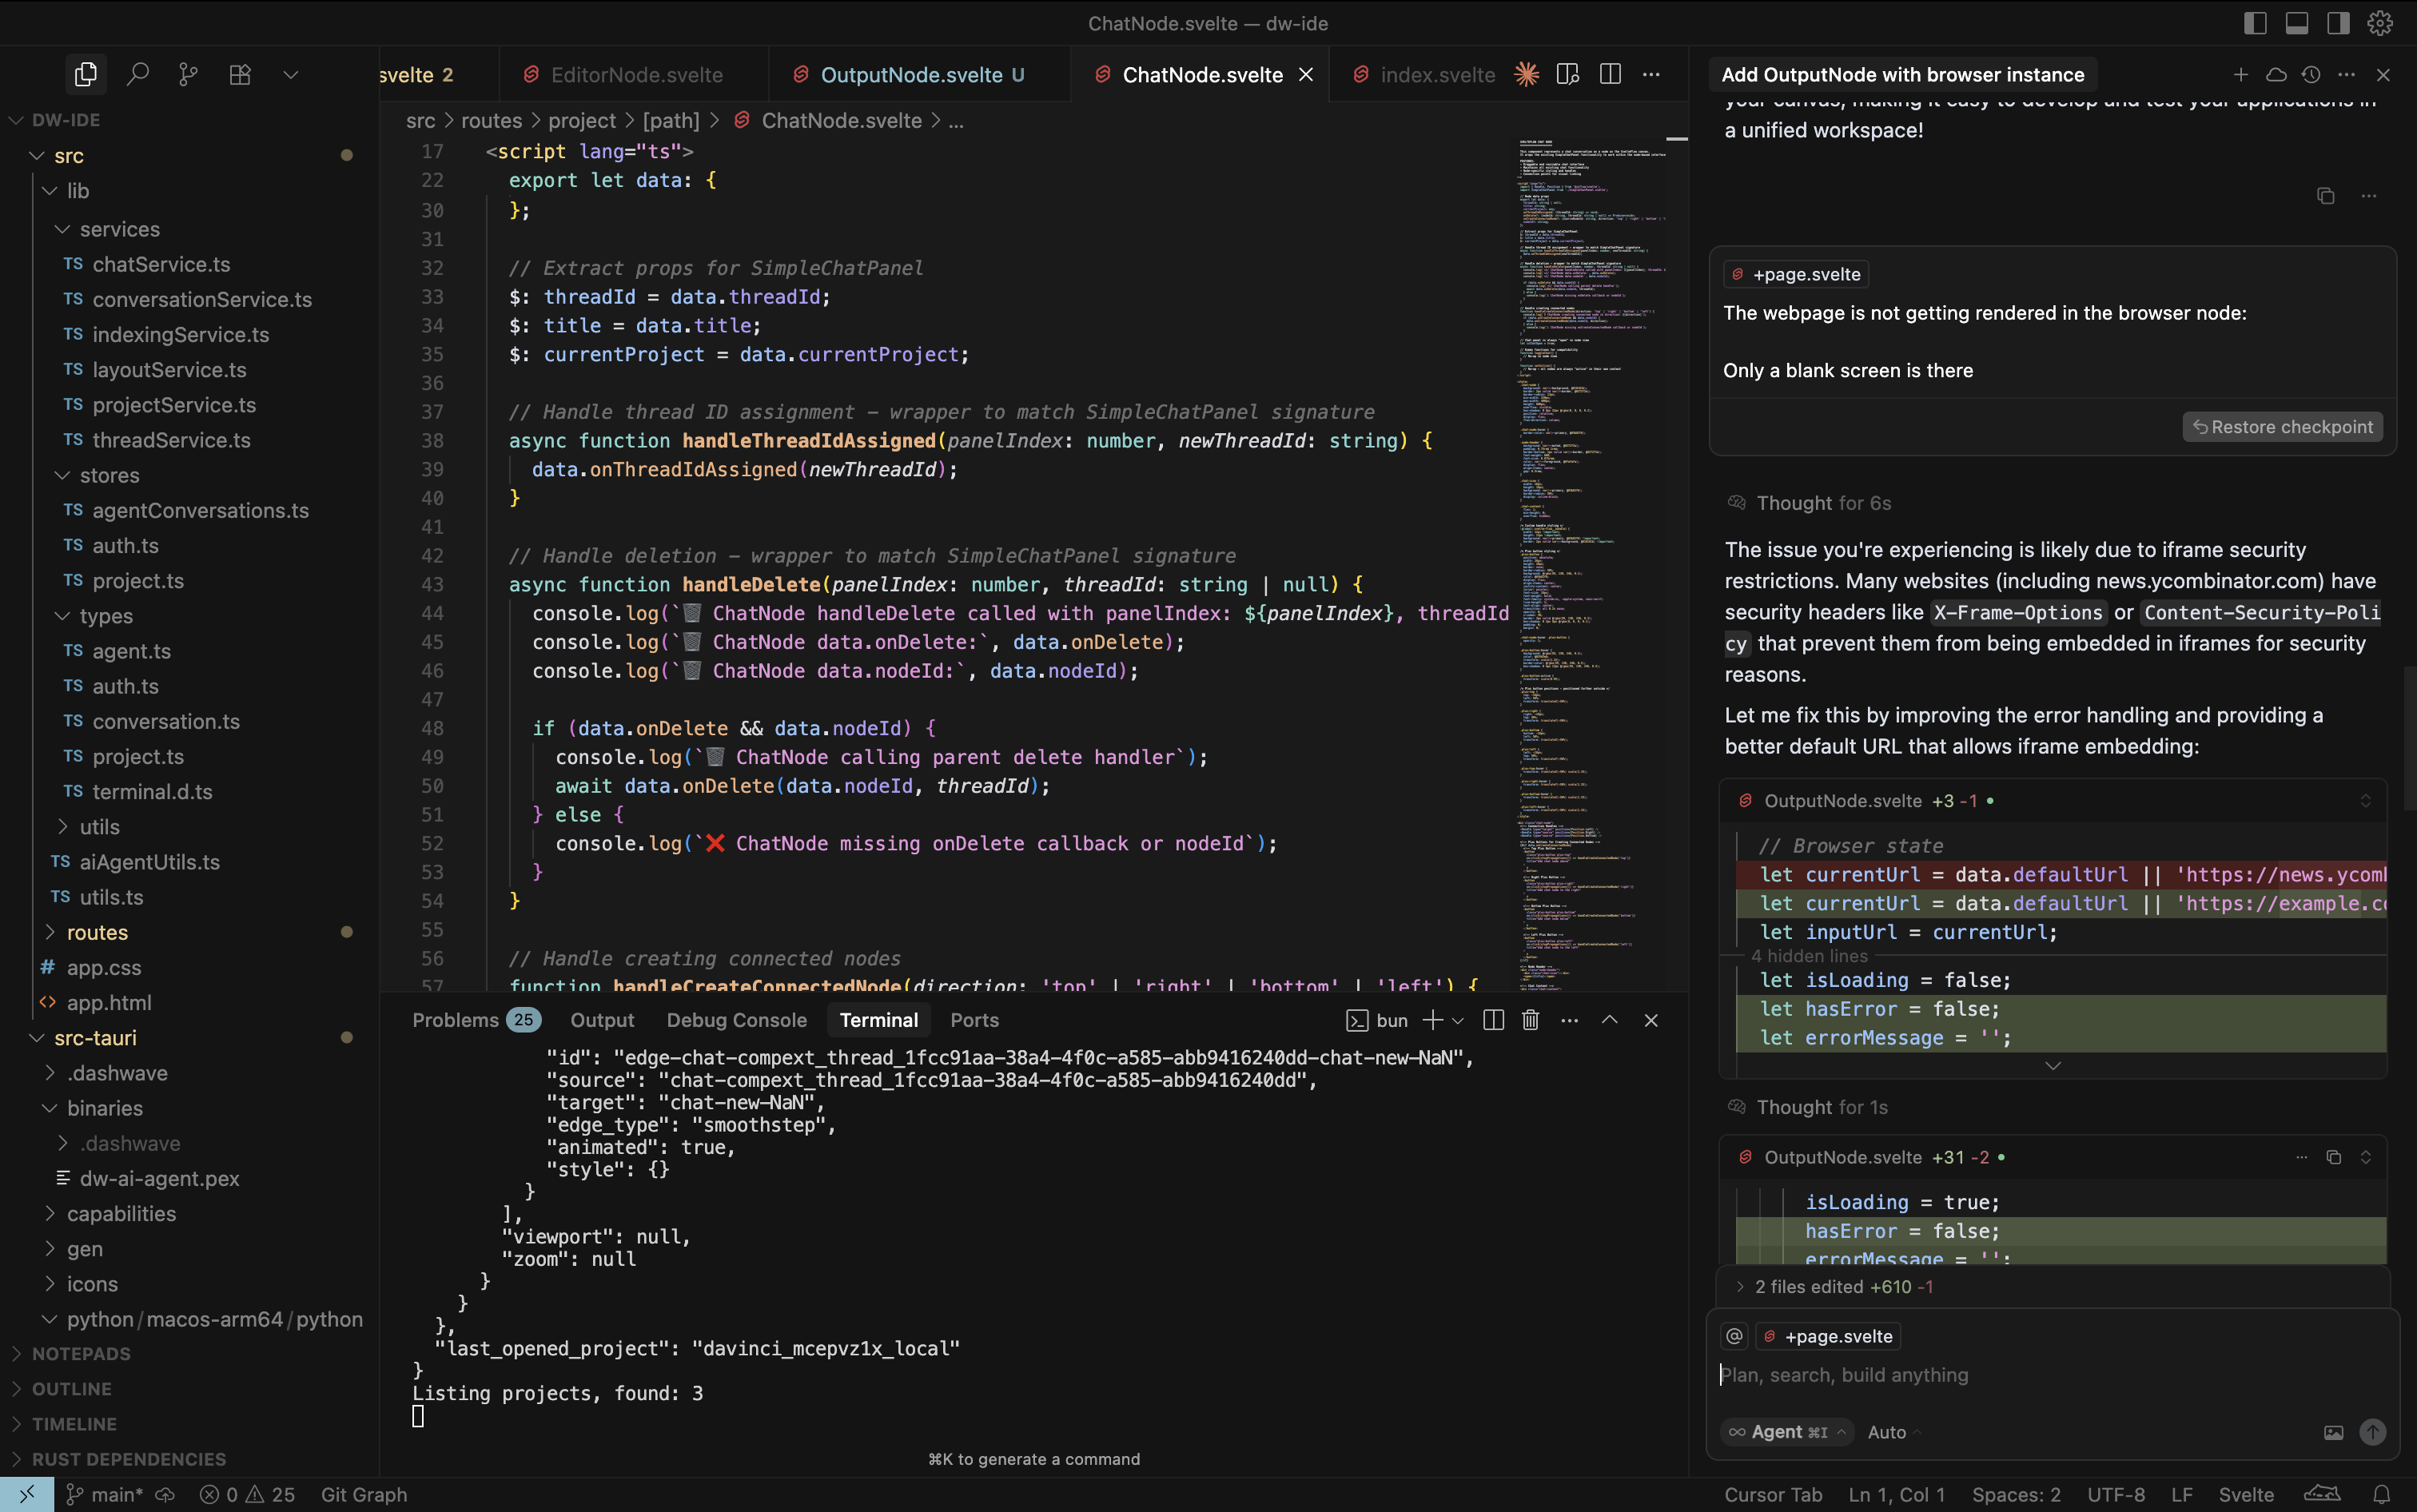 ChatNode.svelte — dw-ide
DW-IDE
src
lib
services
TS chatService.ts
TS conversationService.ts
TS indexingService.ts
TS layoutService.ts
TS projectService.ts
TS threadService.ts
stores
TS agentConversations.ts
TS auth.ts
TS project.ts
types
TS agent.ts
TS auth.ts
TS conversation.ts
TS project.ts
TS terminal.d.ts
utils
TS aiAgentUtils.ts
TS utils.ts
routes
# app.css
<> app.html
src-tauri
.dashwave
binaries
.dashwave
dw-ai-agent.pex
capabilities
gen
icons
python/macos-arm64/python
NOTEPADS
OUTLINE
TIMELINE
RUST DEPENDENCIES
svelte 2
EditorNode.svelte
OutputNode.svelte U
ChatNode.svelte
index.svelte
src > routes > project > [path] > ChatNode.svelte > ...
17 <script lang="ts">
22 export let data: {
30 };
31
32 // Extract props for SimpleChatPanel
33 $: threadId = data.threadId;
34 $: title = data.title;
35 $: currentProject = data.currentProject;
36
37 // Handle thread ID assignment – wrapper to match SimpleChatPanel signature
38 async function handleThreadIdAssigned(panelIndex: number, newThreadId: string) {
39 data.onThreadIdAssigned(newThreadId);
40 }
41
42 // Handle deletion – wrapper to match SimpleChatPanel signature
43 async function handleDelete(panelIndex: number, threadId: string | null) {
44 console.log(`🗑️ ChatNode handleDelete called with panelIndex: ${panelIndex}, threadId
45 console.log(`🗑️ ChatNode data.onDelete:`, data.onDelete);
46 console.log(`🗑️ ChatNode data.nodeId:`, data.nodeId);
47
48 if (data.onDelete && data.nodeId) {
49 console.log(`🗑️ ChatNode calling parent delete handler`);
50 await data.onDelete(data.nodeId, threadId);
51 } else {
52 console.log(`❌ ChatNode missing onDelete callback or nodeId`);
53 }
54 }
55
56 // Handle creating connected nodes
57 function handleCreateConnectedNode(direction: 'top' | 'right' | 'bottom' | 'left') {
Problems 25
Output
Debug Console
Terminal
Ports
bun
"id": "edge-chat-compext_thread_1fcc91aa-38a4-4f0c-a585-abb9416240dd-chat-new-NaN",
"source": "chat-compext_thread_1fcc91aa-38a4-4f0c-a585-abb9416240dd",
"target": "chat-new-NaN",
"edge_type": "smoothstep",
"animated": true,
"style": {}
}
],
"viewport": null,
"zoom": null
}
}
},
"last_opened_project": "davinci_mcepvz1x_local"
}
Listing projects, found: 3
⌘K to generate a command
Add OutputNode with browser instance
your canvas, making it easy to develop and test your applications in
a unified workspace!
+page.svelte
The webpage is not getting rendered in the browser node:
Only a blank screen is there
Restore checkpoint
Thought for 6s
The issue you're experiencing is likely due to iframe security
restrictions. Many websites (including news.ycombinator.com) have
security headers like X-Frame-Options or Content-Security-Poli
cy that prevent them from being embedded in iframes for security
reasons.
Let me fix this by improving the error handling and providing a
better default URL that allows iframe embedding:
OutputNode.svelte +3 -1
// Browser state
let currentUrl = data.defaultUrl || 'https://news.ycom
let currentUrl = data.defaultUrl || 'https://example.c
let inputUrl = currentUrl;
4 hidden lines
let isLoading = false;
let hasError = false;
let errorMessage = '';
Thought for 1s
OutputNode.svelte +31 -2
isLoading = true;
hasError = false;
errorMessage = '';
2 files edited +610 -1
@ +page.svelte
Plan, search, build anything
∞ Agent ⌘I
Auto
main*
0
25
Git Graph
Cursor Tab
Ln 1, Col 1
Spaces: 2
UTF-8
LF
Svelte